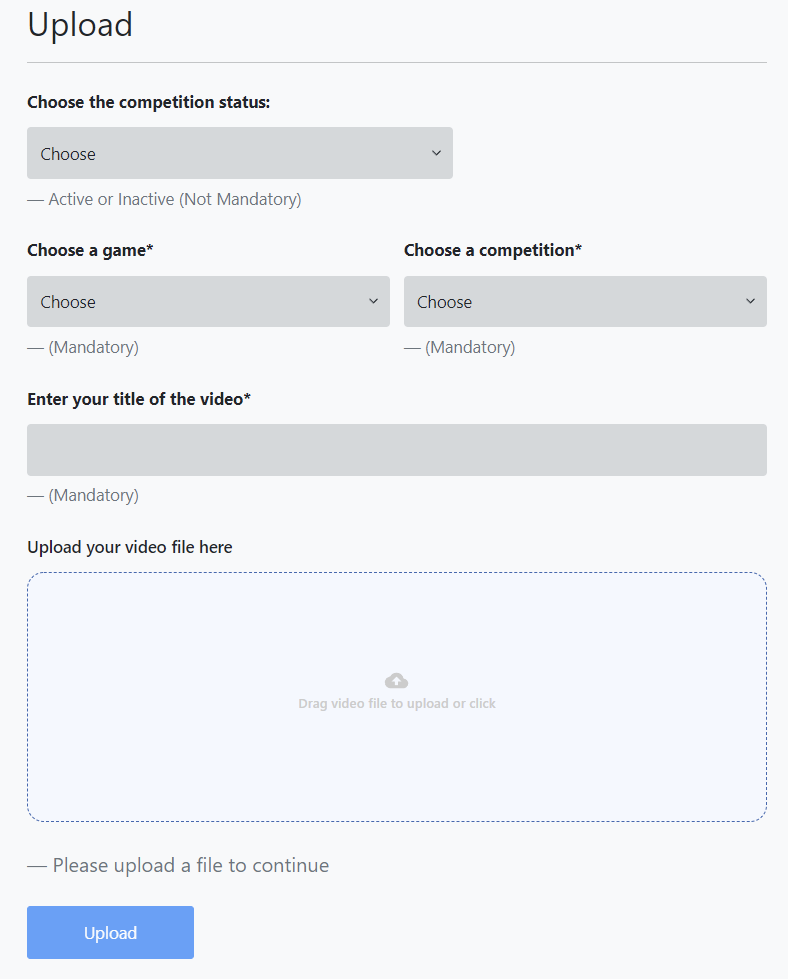 Upload
Choose the competition status:
Choose
— Active or Inactive (Not Mandatory)
Choose a game* Choose a competition*
Choose Choose
— (Mandatory) — (Mandatory)
Enter your title of the video*
— (Mandatory)
Upload your video file here
Drag video file to upload or click
— Please upload a file to continue
Upload